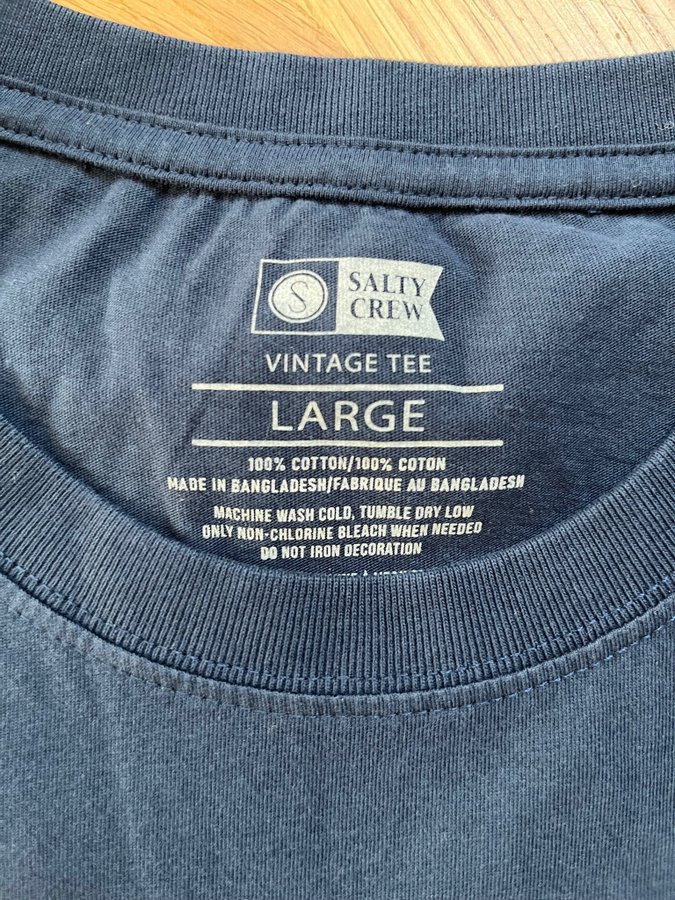 S
SALTY
CREW
VINTAGE TEE
LARGE
100% COTTON/100% COTON
MADE IN BANGLADESH/FABRIQUE AU BANGLADESH
MACHINE WASH COLD, TUMBLE DRY LOW
ONLY NON-CHLORINE BLEACH WHEN NEEDED
DO NOT IRON DECORATION